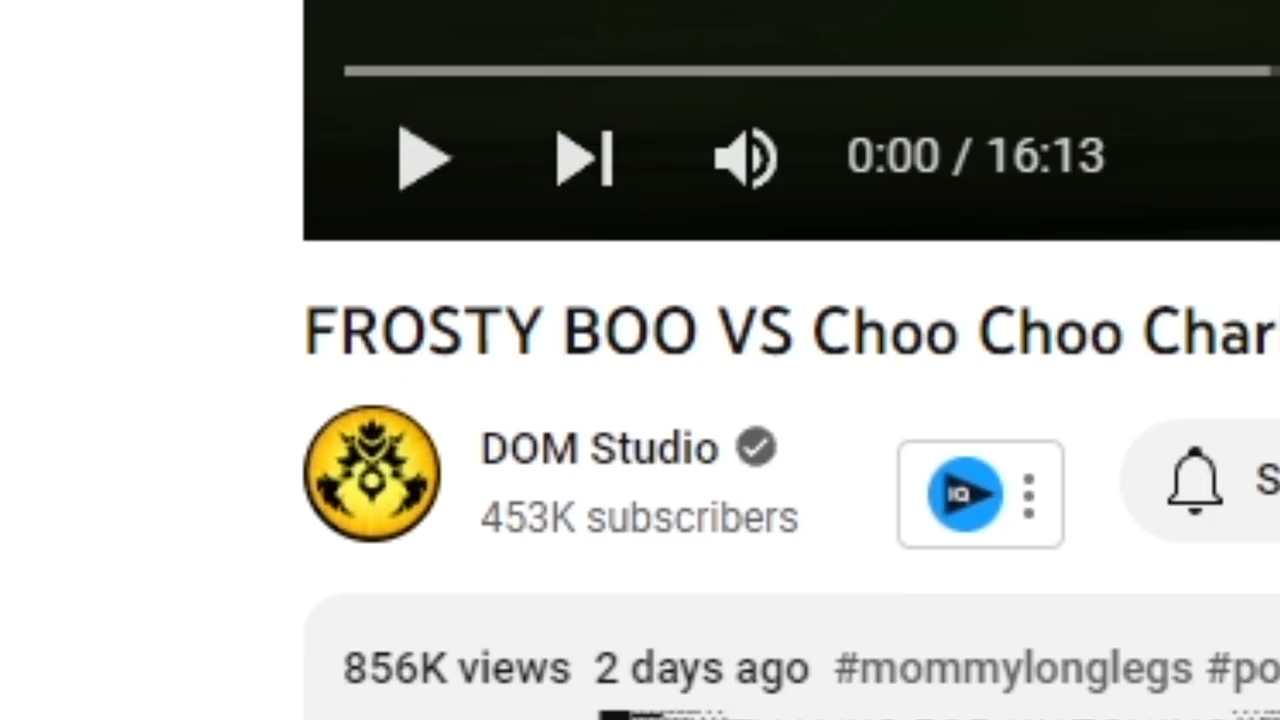 0:00 / 16:13
FROSTY BOO VS Choo Choo Char
DOM Studio
453K subscribers
IQ
S
856K views 2 days ago #mommylonglegs #po